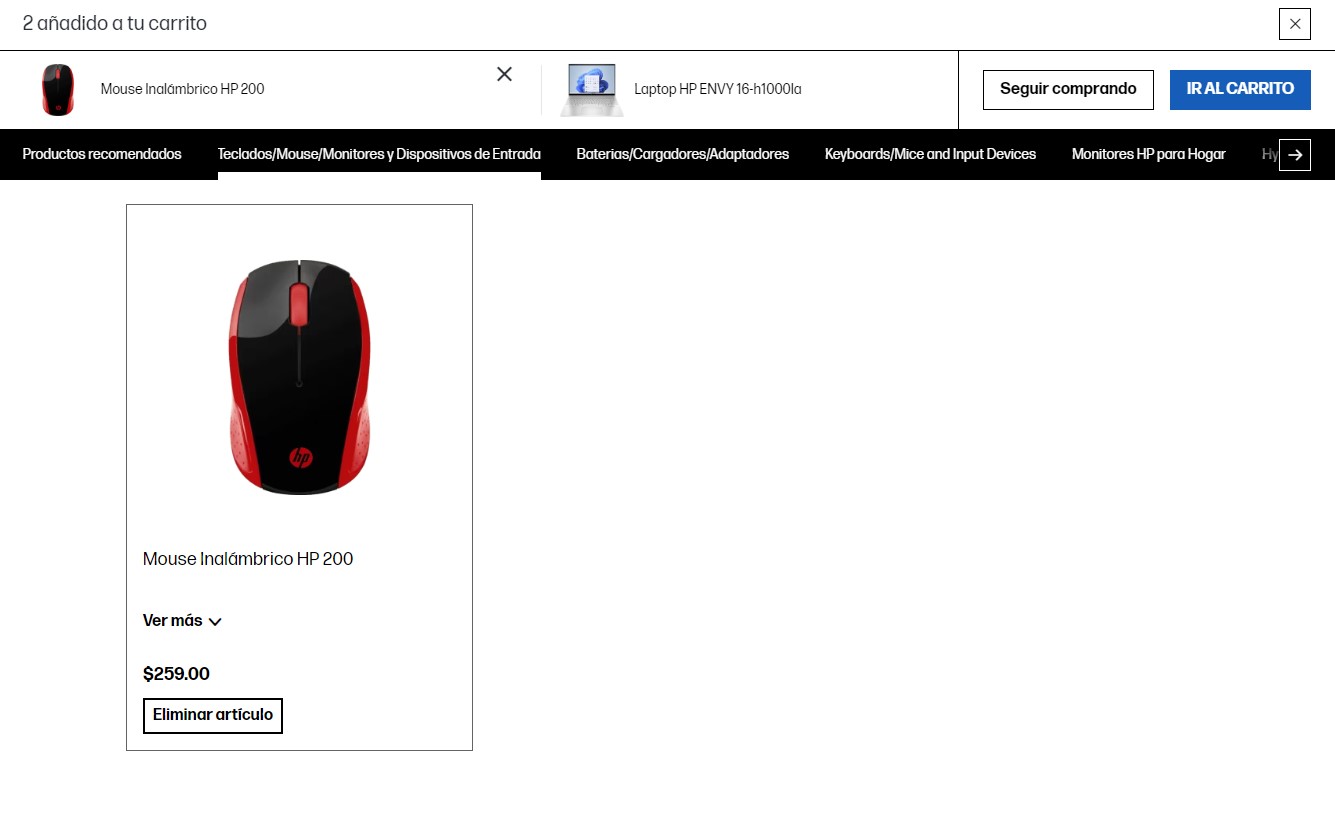 2 añadido a tu carrito
Mouse Inalámbrico HP 200
Laptop HP ENVY 16-h1000la
Seguir comprando
IR AL CARRITO
Productos recomendados
Teclados/Mouse/Monitores y Dispositivos de Entrada
Baterias/Cargadores/Adaptadores
Keyboards/Mice and Input Devices
Monitores HP para Hogar
Hy
hp
Mouse Inalámbrico HP 200
Ver más
$259.00
Eliminar artículo